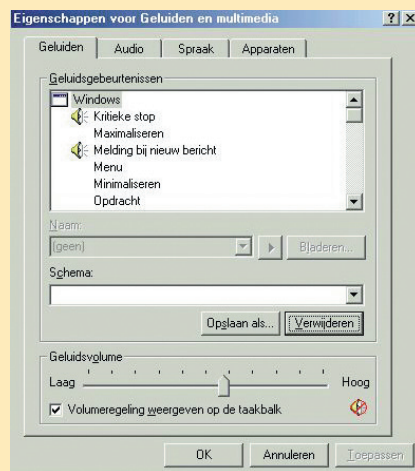 Eigenschappen voor Geluiden en multimedia
Geluiden Audio Spraak Apparaten
Geluidsgebeurtenissen
Windows
Kritieke stop
Maximaliseren
Melding bij nieuw bericht
Menu
Minimaliseren
Opdracht
Naam:
(geen) Bladeren...
Schema:
Opslaan als... Verwijderen
Geluidsvolume
Laag Hoog
Volumeregeling weergeven op de taakbalk
OK Annuleren Toepassen